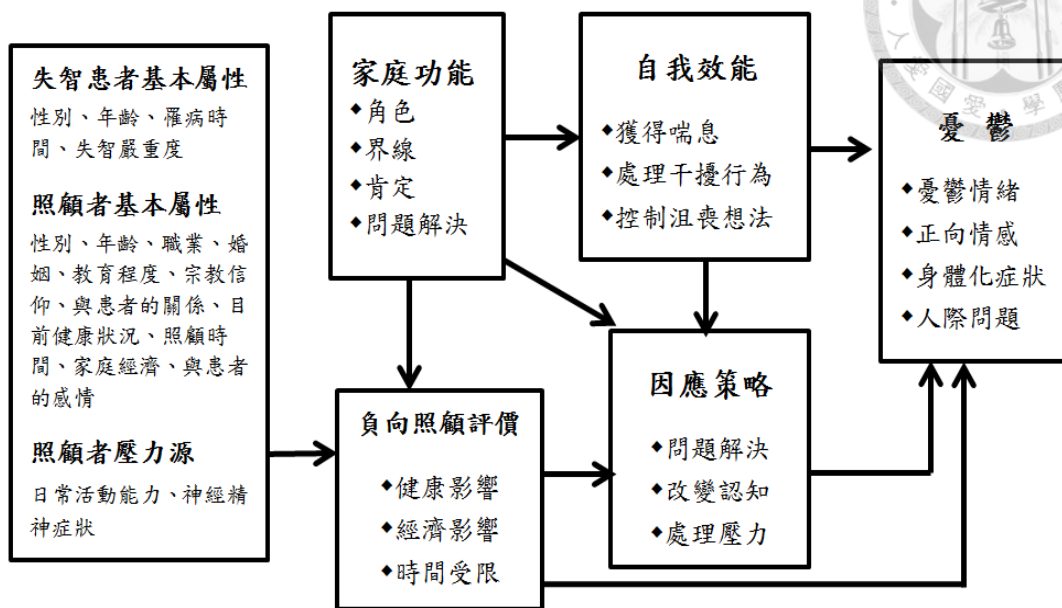 失智患者基本屬性
性別、年齡、罹病時
間、失智嚴重度
照顧者基本屬性
性別、年齡、職業、婚
姻、教育程度、宗教信
仰、與患者的關係、目
前健康狀況、照顧時
間、家庭經濟、與患者
的感情
照顧者壓力源
日常活動能力、神經精
神症狀
家庭功能
◆角色
◆界線
◆肯定
◆問題解決
負向照顧評價
◆健康影響
◆經濟影響
◆時間受限
自我效能
◆獲得喘息
◆處理干擾行為
◆控制沮喪想法
因應策略
◆問題解決
◆改變認知
◆處理壓力
憂鬱
◆憂鬱情緒
◆正向情感
◆身體化症狀
◆人際問題